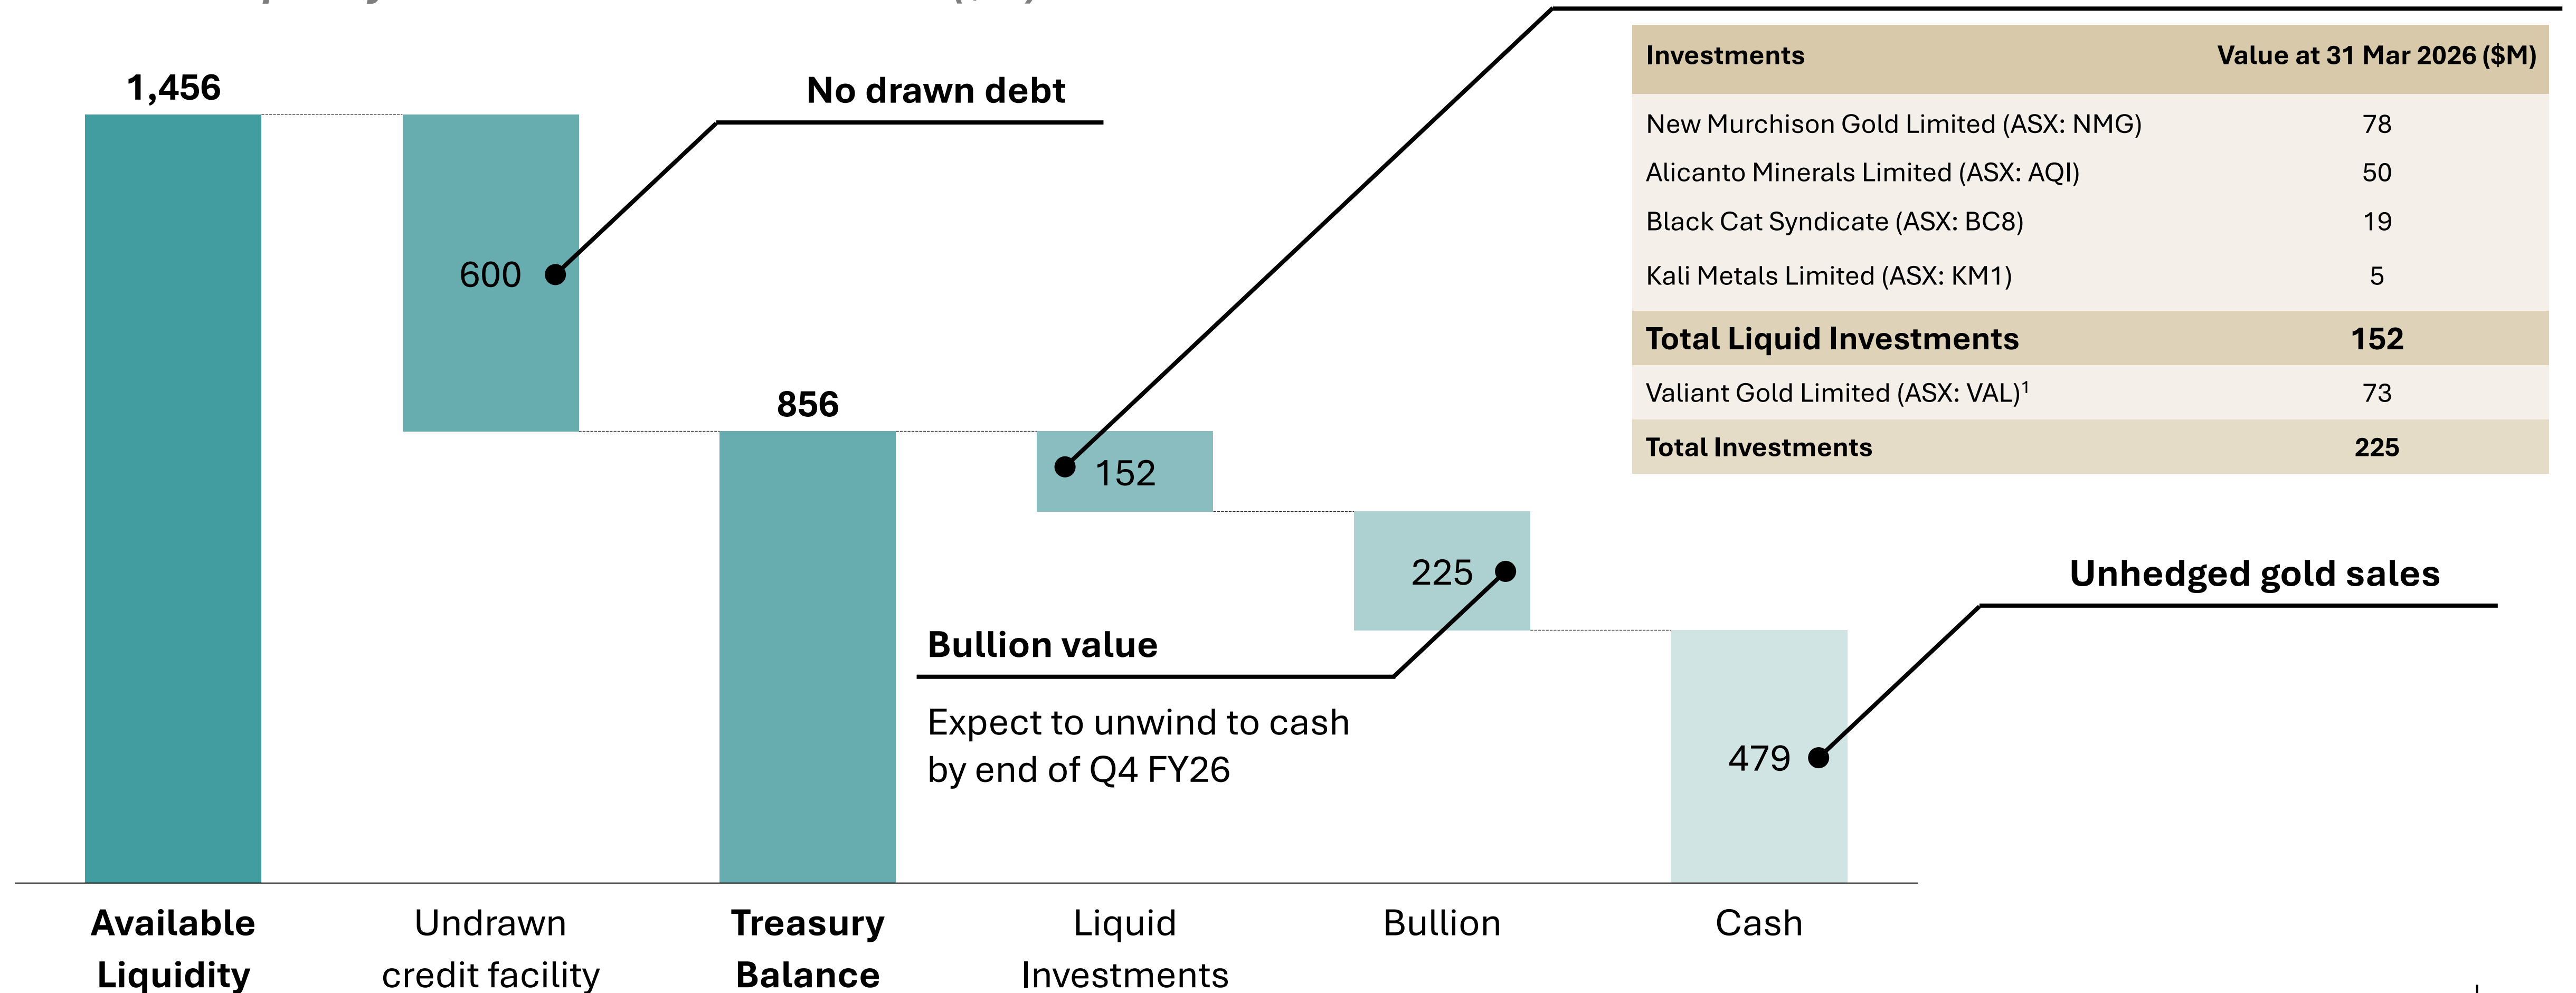 1,456
No drawn debt
600
856
152
225
Bullion value
Expect to unwind to cash
by end of Q4 FY26
479
Unhedged gold sales
Investments Value at 31 Mar 2026 ($M)
New Murchison Gold Limited (ASX: NMG) 78
Alicanto Minerals Limited (ASX: AQI) 50
Black Cat Syndicate (ASX: BC8) 19
Kali Metals Limited (ASX: KM1) 5
Total Liquid Investments 152
Valiant Gold Limited (ASX: VAL)¹ 73
Total Investments 225
Available
Liquidity
Undrawn
credit facility
Treasury
Balance
Liquid
Investments
Bullion
Cash